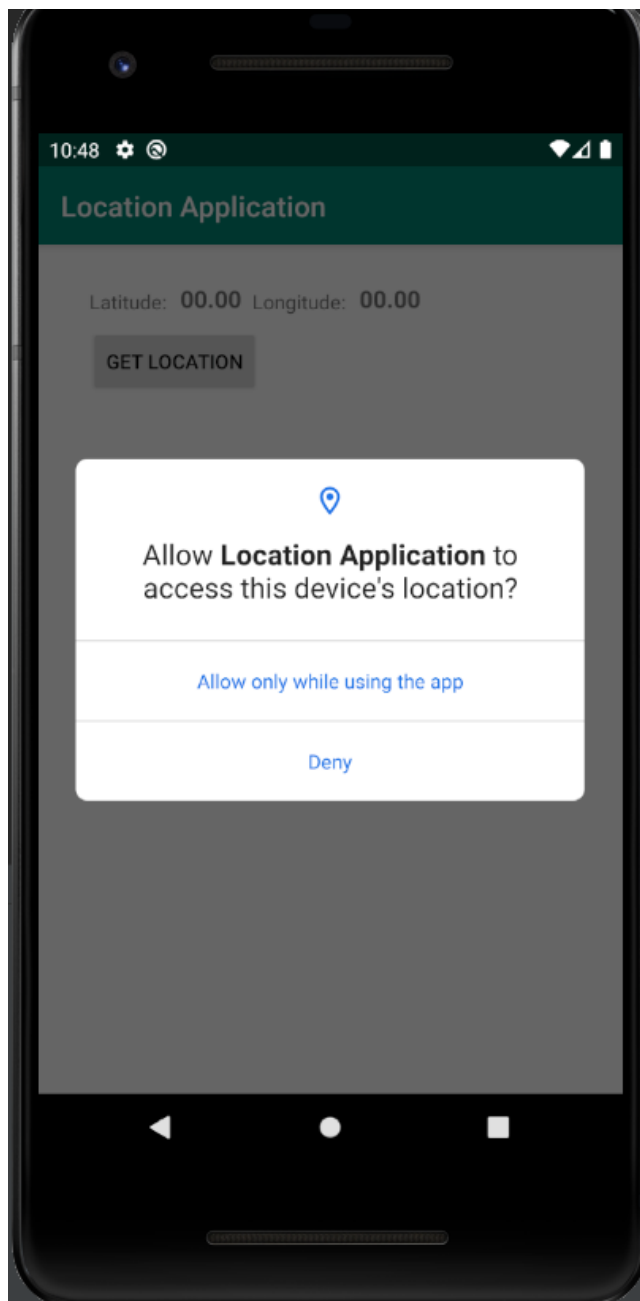 10:48
Location Application
Latitude: 00.00 Longitude: 00.00
GET LOCATION
Allow Location Application to
access this device's location?
Allow only while using the app
Deny